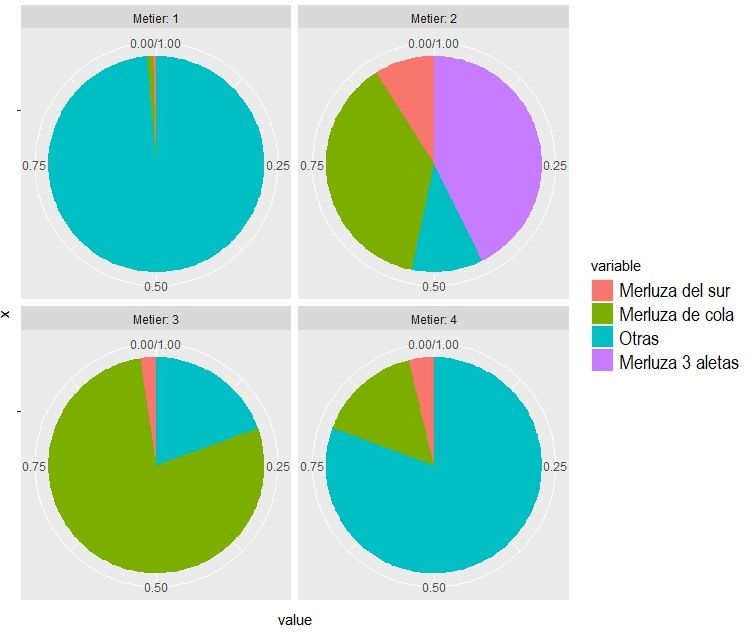 Metier: 1
Metier: 2
0.00/1.00
0.00/1.00
0.75
0.25
0.75
0.25
0.50
0.50
Metier: 3
Metier: 4
0.00/1.00
0.00/1.00
0.75
0.25
0.75
0.25
0.50
0.50
x
value
variable
Merluza del sur
Merluza de cola
Otras
Merluza 3 aletas